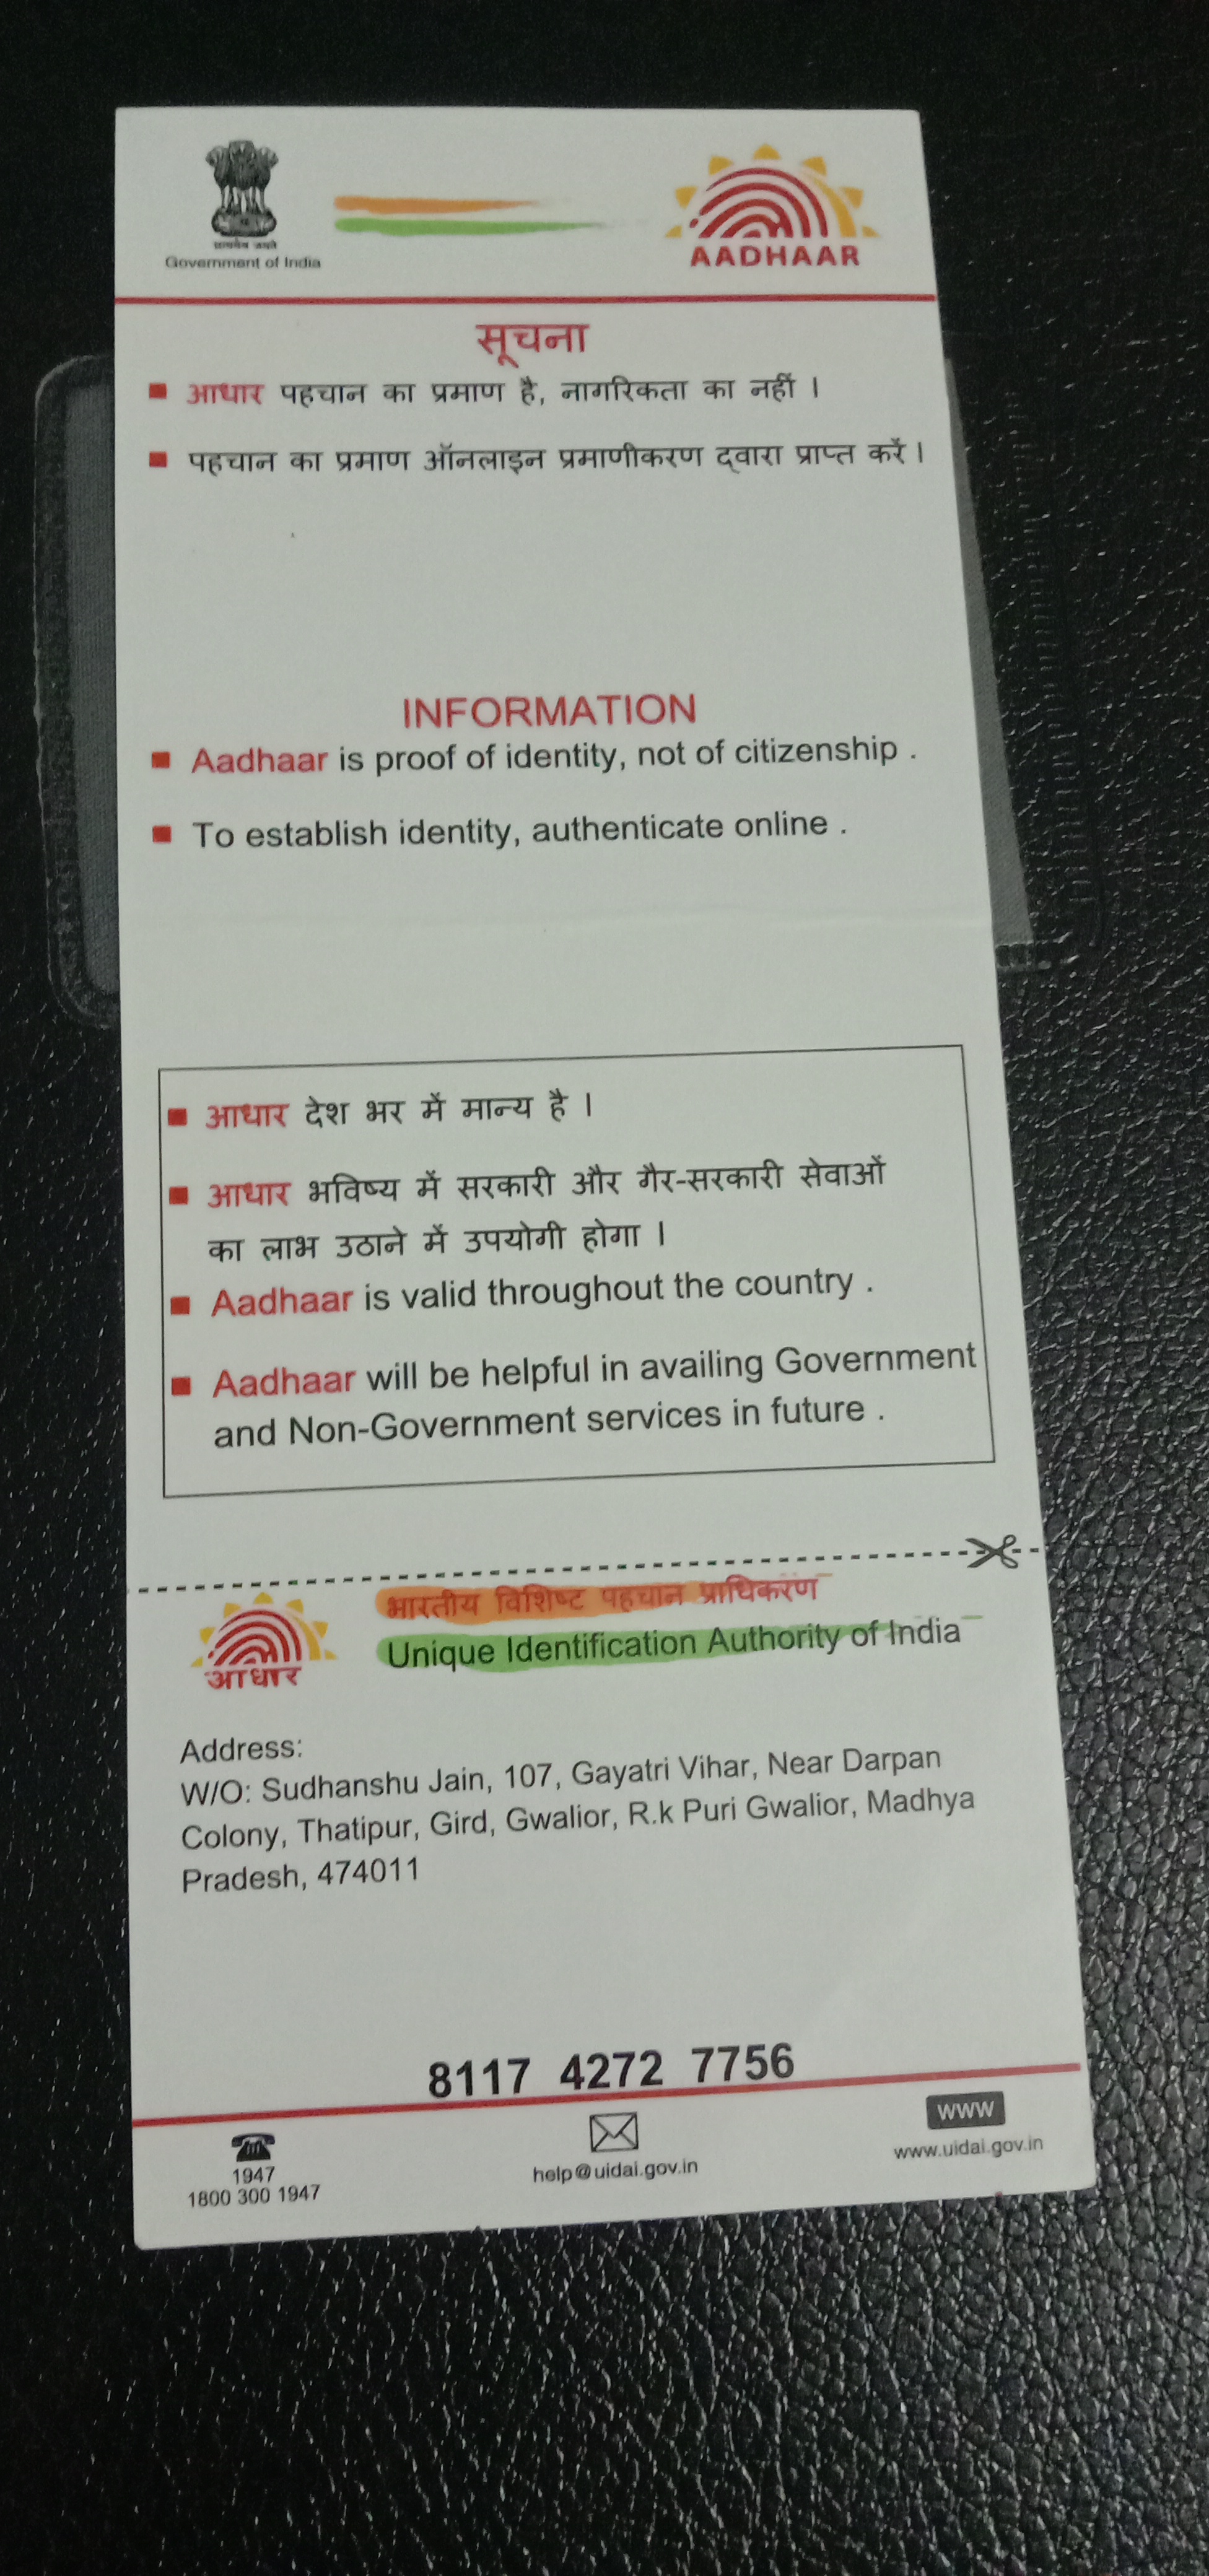 सत्यमेव जयते
Government of India
AADHAAR
सूचना
आधार पहचान का प्रमाण है, नागरिकता का नहीं ।
पहचान का प्रमाण ऑनलाइन प्रमाणीकरण द्वारा प्राप्त करें ।
INFORMATION
Aadhaar is proof of identity, not of citizenship .
To establish identity, authenticate online .
आधार देश भर में मान्य है ।
आधार भविष्य में सरकारी और गैर-सरकारी सेवाओं
का लाभ उठाने में उपयोगी होगा ।
Aadhaar is valid throughout the country .
Aadhaar will be helpful in availing Government
and Non-Government services in future .
भारतीय विशिष्ट पहचान प्राधिकरण
Unique Identification Authority of India
आधार
Address:
W/O: Sudhanshu Jain, 107, Gayatri Vihar, Near Darpan
Colony, Thatipur, Gird, Gwalior, R.k Puri Gwalior, Madhya
Pradesh, 474011
8117 4272 7756
1947
1800 300 1947
help@uidai.gov.in
WWW
www.uidai.gov.in